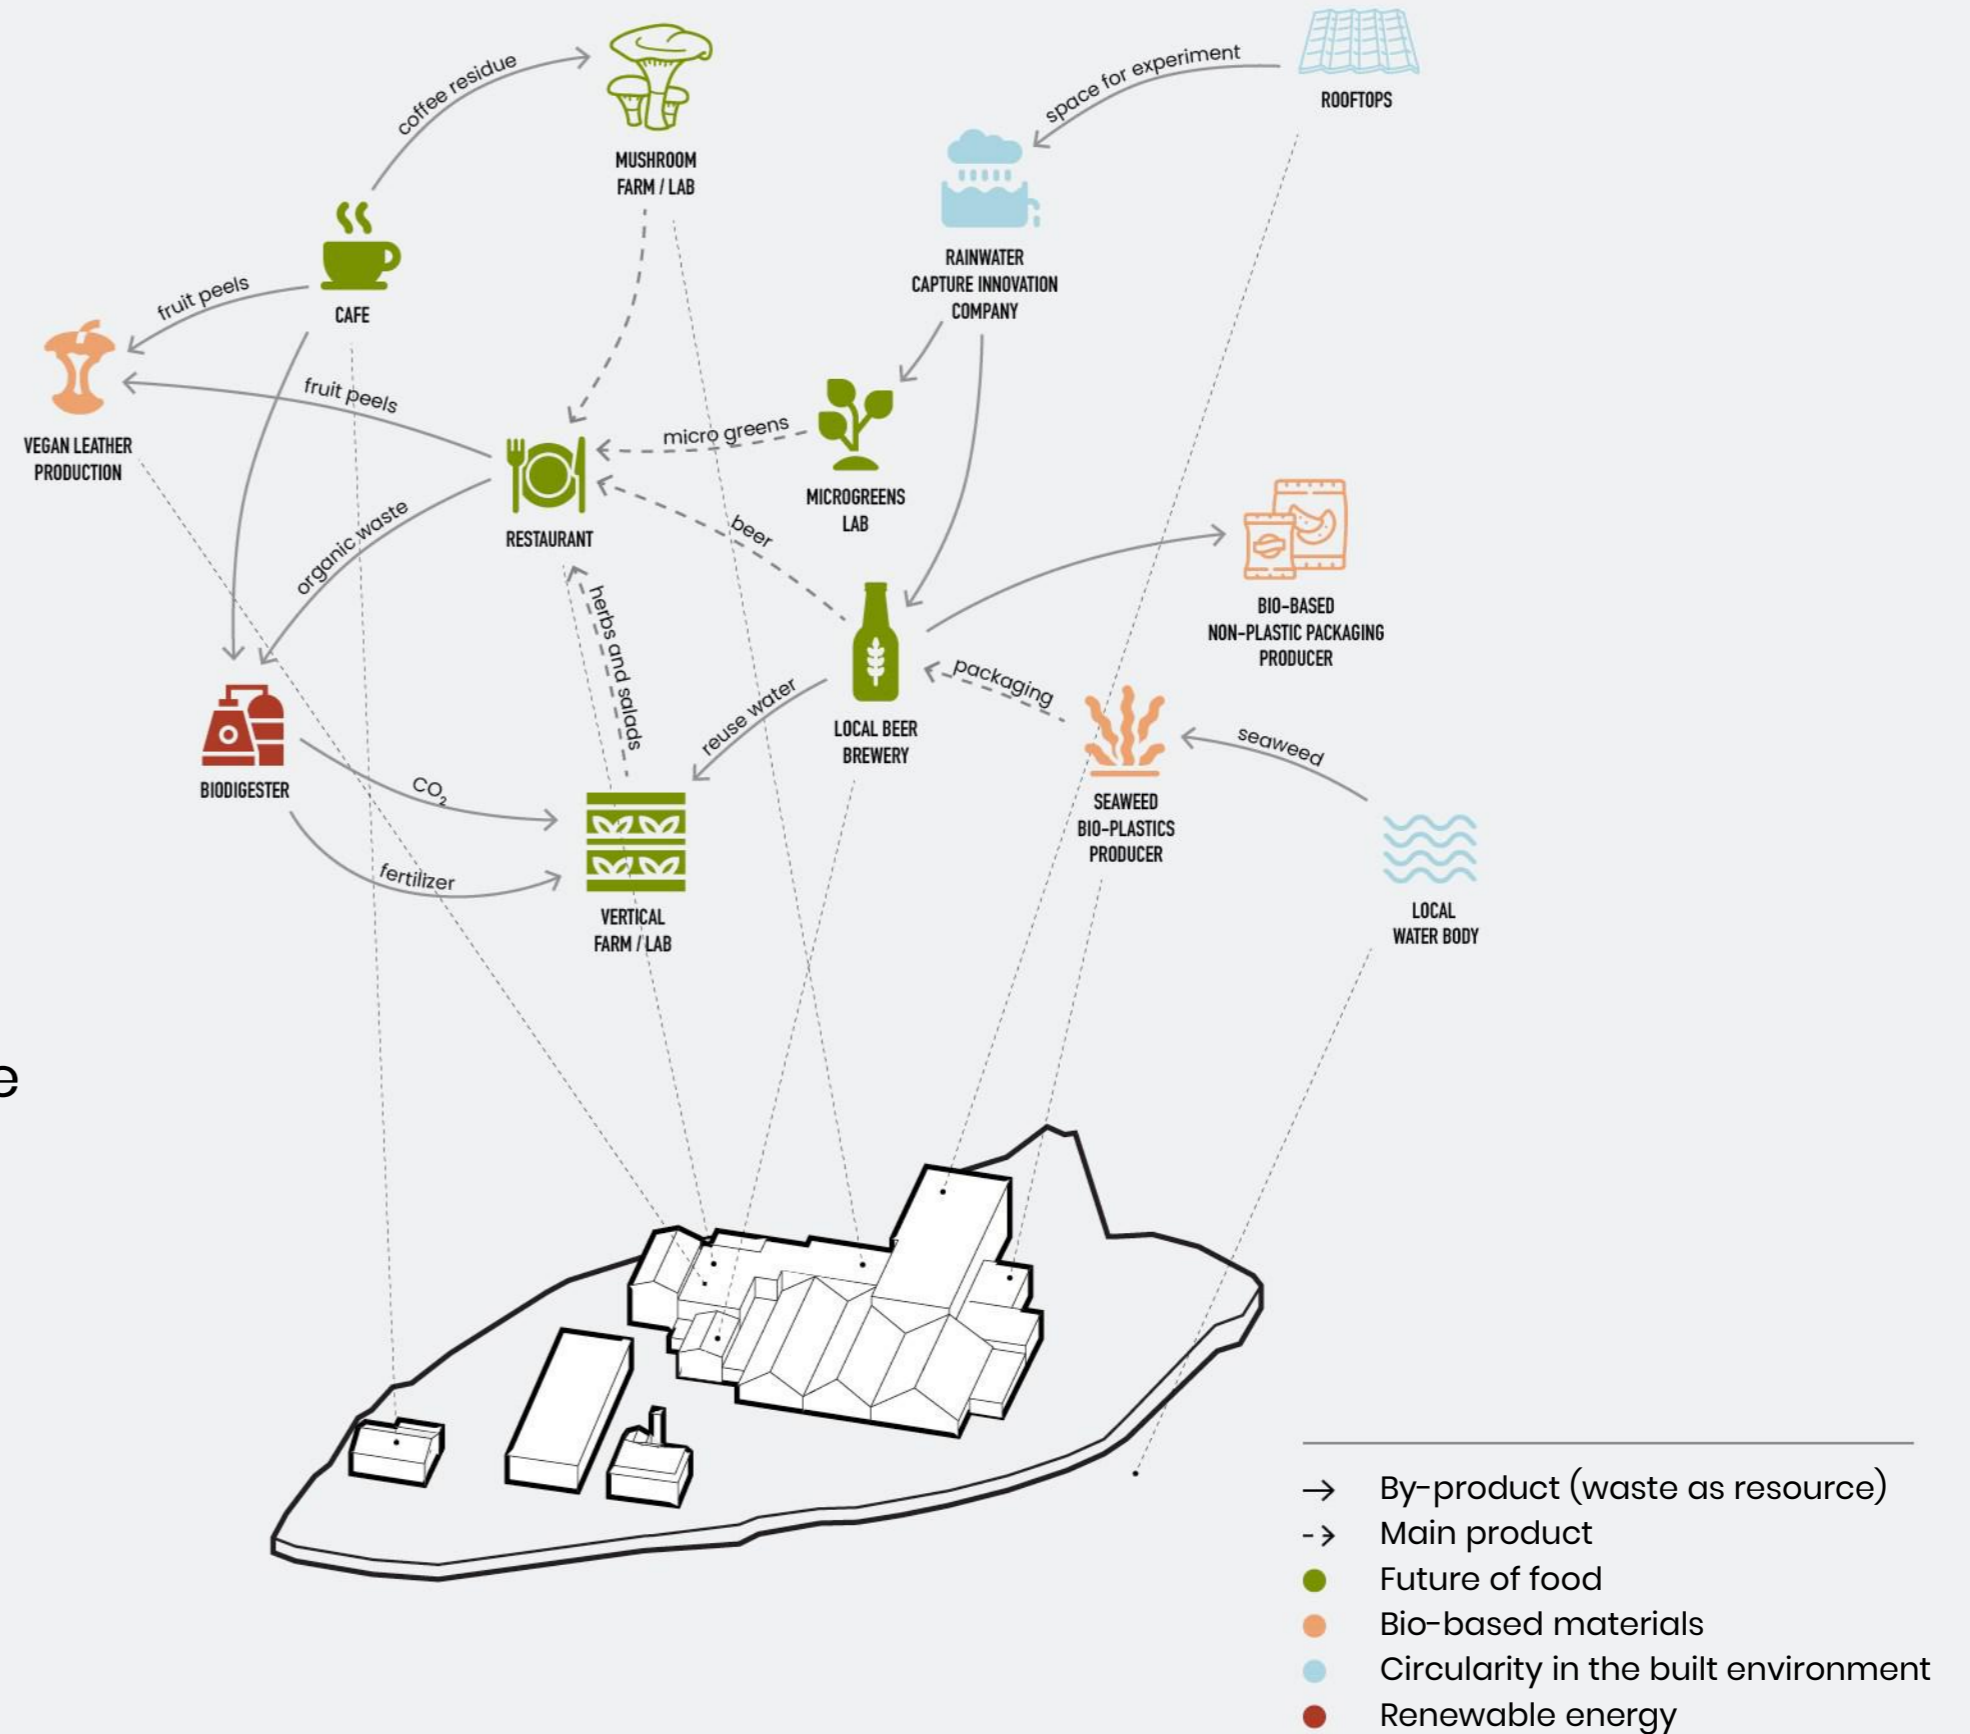 coffee residue
MUSHROOM
FARM / LAB
space for experiment
ROOFTOPS
RAINWATER
CAPTURE INNOVATION
COMPANY
CAFE
fruit peels
fruit peels
VEGAN LEATHER
PRODUCTION
micro greens
MICROGREENS
LAB
RESTAURANT
organic waste
beer
herbs and salads
BIO-BASED
NON-PLASTIC PACKAGING
PRODUCER
packaging
reuse water
LOCAL BEER
BREWERY
seaweed
SEAWEED
BIO-PLASTICS
PRODUCER
BIODIGESTER
CO₂
fertilizer
VERTICAL
FARM / LAB
LOCAL
WATER BODY
e
By-product (waste as resource)
Main product
Future of food
Bio-based materials
Circularity in the built environment
Renewable energy